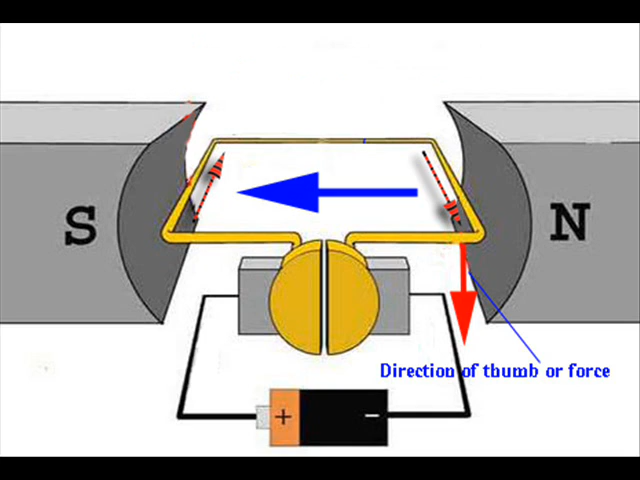 S
N
Direction of thumb or force
+ -